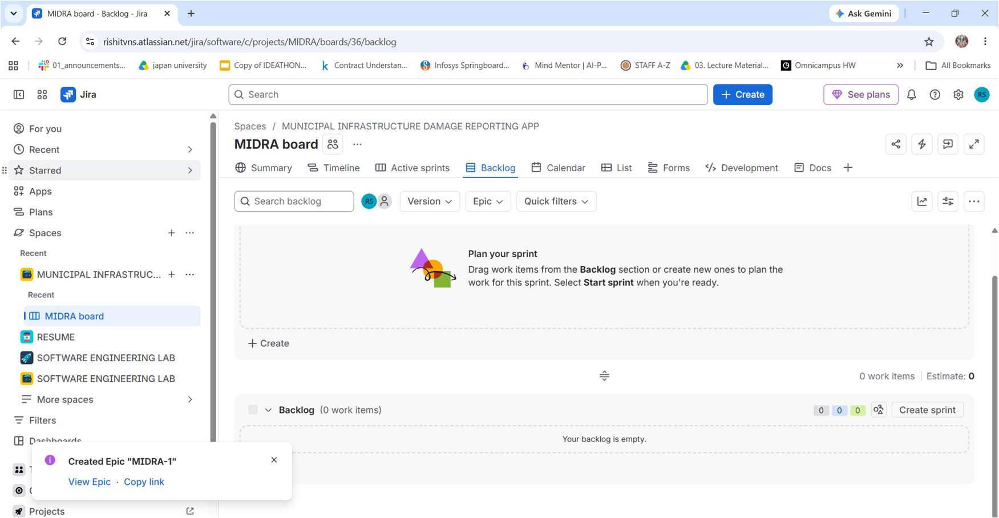 MIDRA board - Backlog - Jira
Ask Gemini
rishitvns.atlassian.net/jira/software/c/projects/MIDRA/boards/36/backlog
01_announcements...
japan university
Copy of IDEATHON...
Contract Understan...
Infosys Springboard...
Mind Mentor | AI-P...
STAFF A-Z
03. Lecture Material...
Omnicampus HW
All Bookmarks
Jira
Search
Create
See plans
RS
For you
Recent
Starred
Apps
Plans
Spaces
Recent
MUNICIPAL INFRASTRUC...
Recent
MIDRA board
RESUME
SOFTWARE ENGINEERING LAB
SOFTWARE ENGINEERING LAB
More spaces
Filters
Dashboards
Projects
Spaces / MUNICIPAL INFRASTRUCTURE DAMAGE REPORTING APP
MIDRA board
Summary
Timeline
Active sprints
Backlog
Calendar
List
Forms
Development
Docs
Search backlog
RS
Version
Epic
Quick filters
Plan your sprint
Drag work items from the Backlog section or create new ones to plan the
work for this sprint. Select Start sprint when you're ready.
Create
0 work items
Estimate: 0
Backlog (0 work items)
0 0 0
Create sprint
Your backlog is empty.
Created Epic "MIDRA-1"
View Epic · Copy link